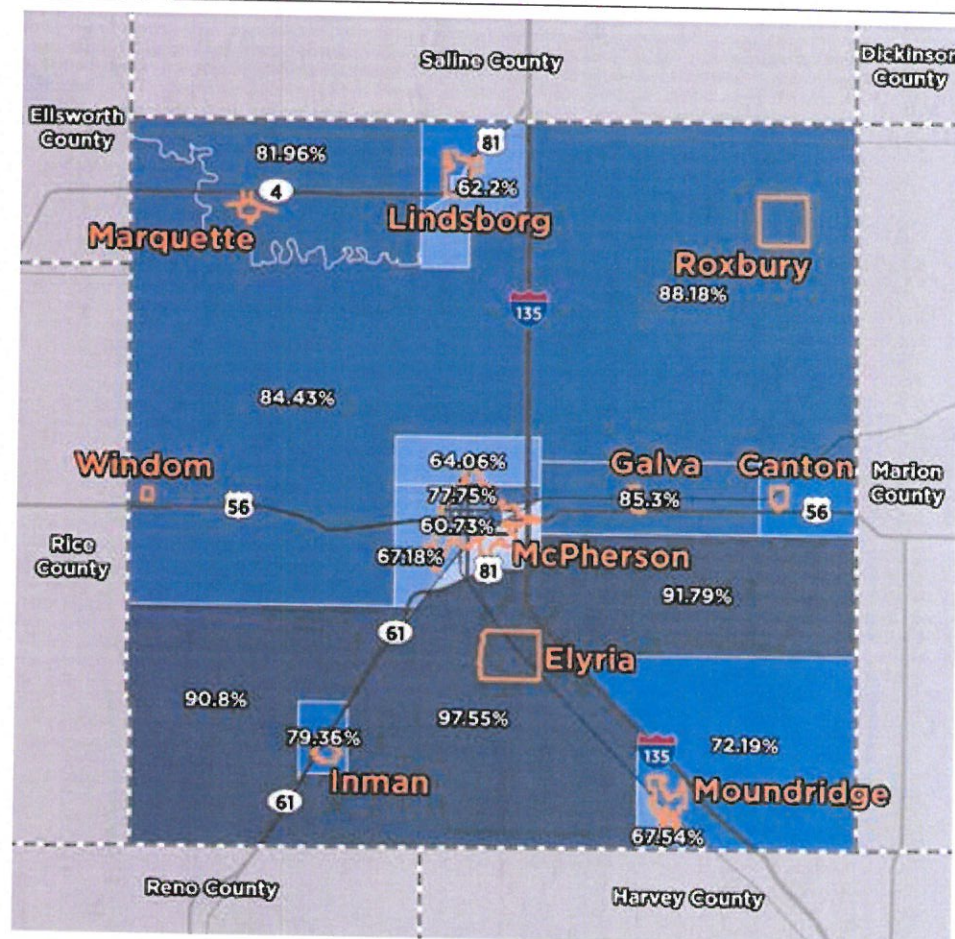 Saline County
Dickinson
County
Ellsworth
County
81.96%
81
4
62.2%
Marquette
Lindsborg
Roxbury
88.18%
135
84.43%
Windom
64.06%
Galva
Canton
Marion
County
77.75%
85.3%
56
56
60.73%
Rice
County
67.18%
McPherson
81
91.79%
61
Elyria
90.8%
97.55%
79.36%
135
72.19%
Inman
61
Moundridge
67.54%
Reno County
Harvey County